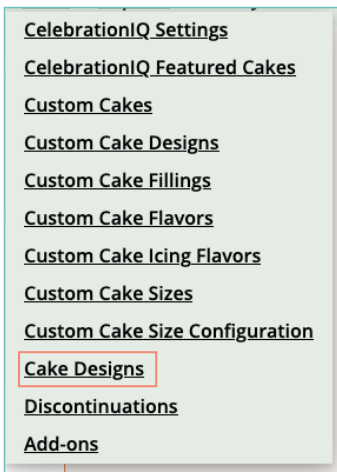 CelebrationIQ Settings
CelebrationIQ Featured Cakes
Custom Cakes
Custom Cake Designs
Custom Cake Fillings
Custom Cake Flavors
Custom Cake Icing Flavors
Custom Cake Sizes
Custom Cake Size Configuration
Cake Designs
Discontinuations
Add-ons